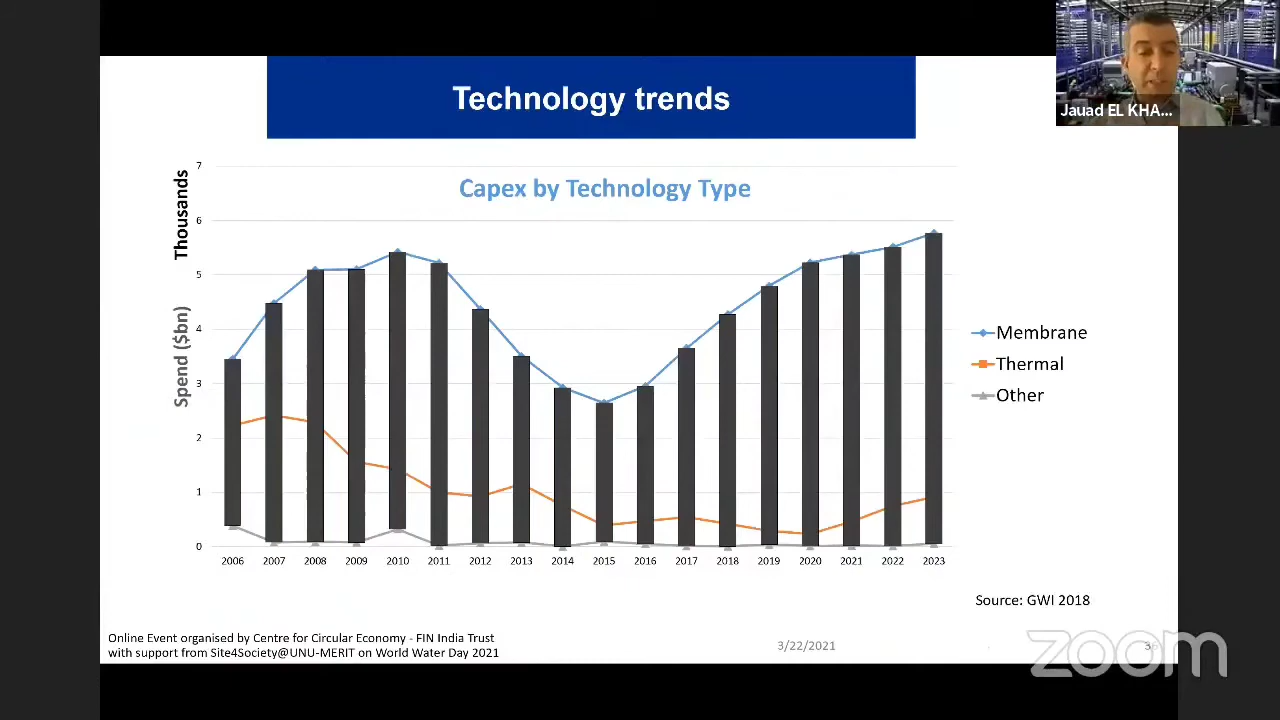 Technology trends
Jauad EL KHA...
Capex by Technology Type
Thousands
Spend ($bn)
7
6
5
4
3
2
1
0
2006 2007 2008 2009 2010 2011 2012 2013 2014 2015 2016 2017 2018 2019 2020 2021 2022 2023
Membrane
Thermal
Other
Source: GWI 2018
Online Event organised by Centre for Circular Economy - FIN India Trust
with support from Site4Society@UNU-MERIT on World Water Day 2021
3/22/2021
zoom